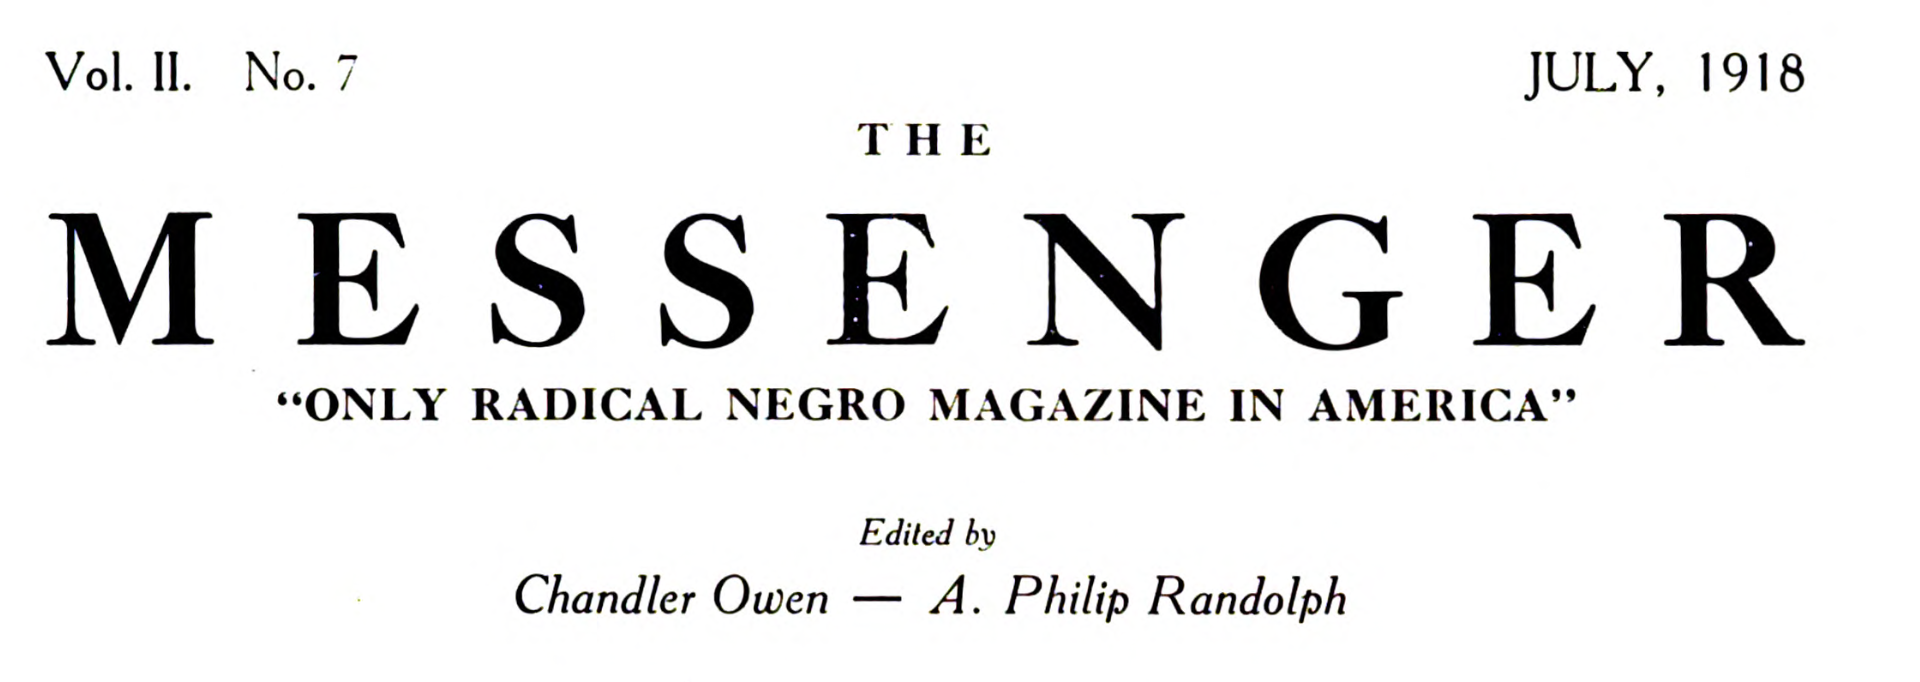 Vol. II. No. 7 JULY, 1918
THE
MESSENGER
“ONLY RADICAL NEGRO MAGAZINE IN AMERICA”
Edited by
Chandler Owen — A. Philip Randolph